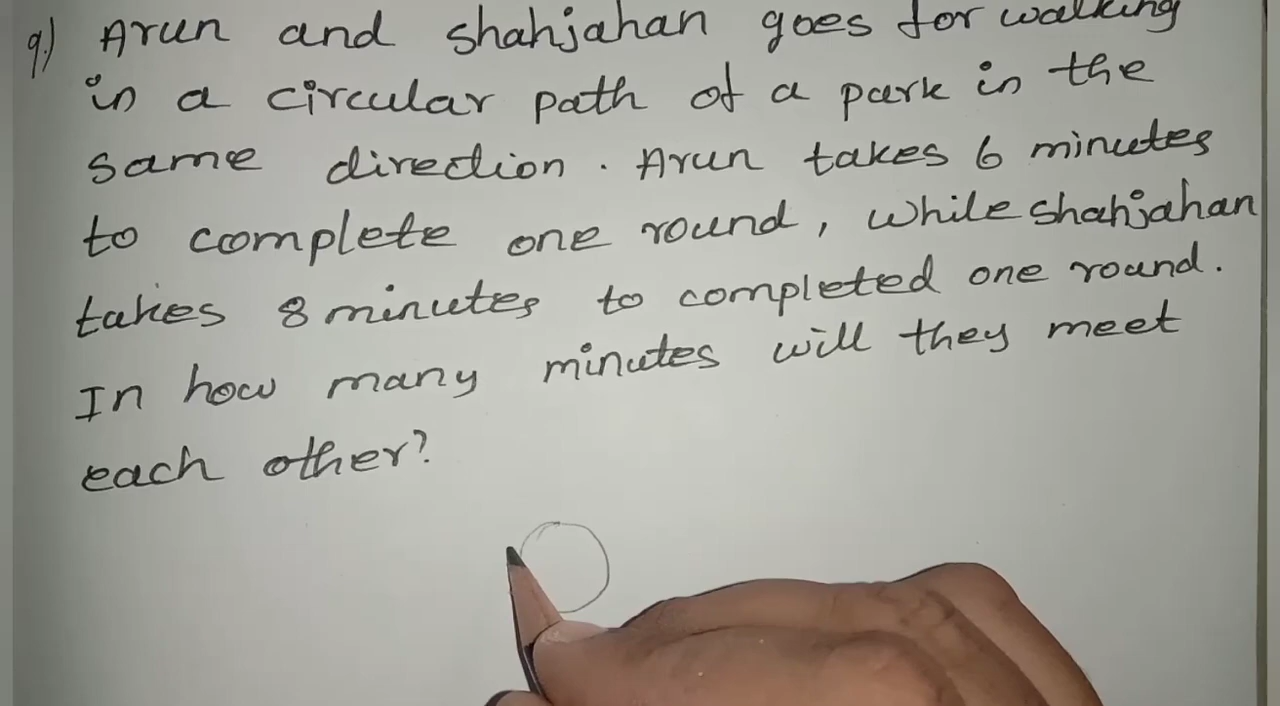 9.) Arun and shahjahan goes for walking
in a circular path of a park in the
same direction. Arun takes 6 minutes
to complete one round, while shahjahan
takes 8 minutes to completed one round.
In how many minutes will they meet
each other?